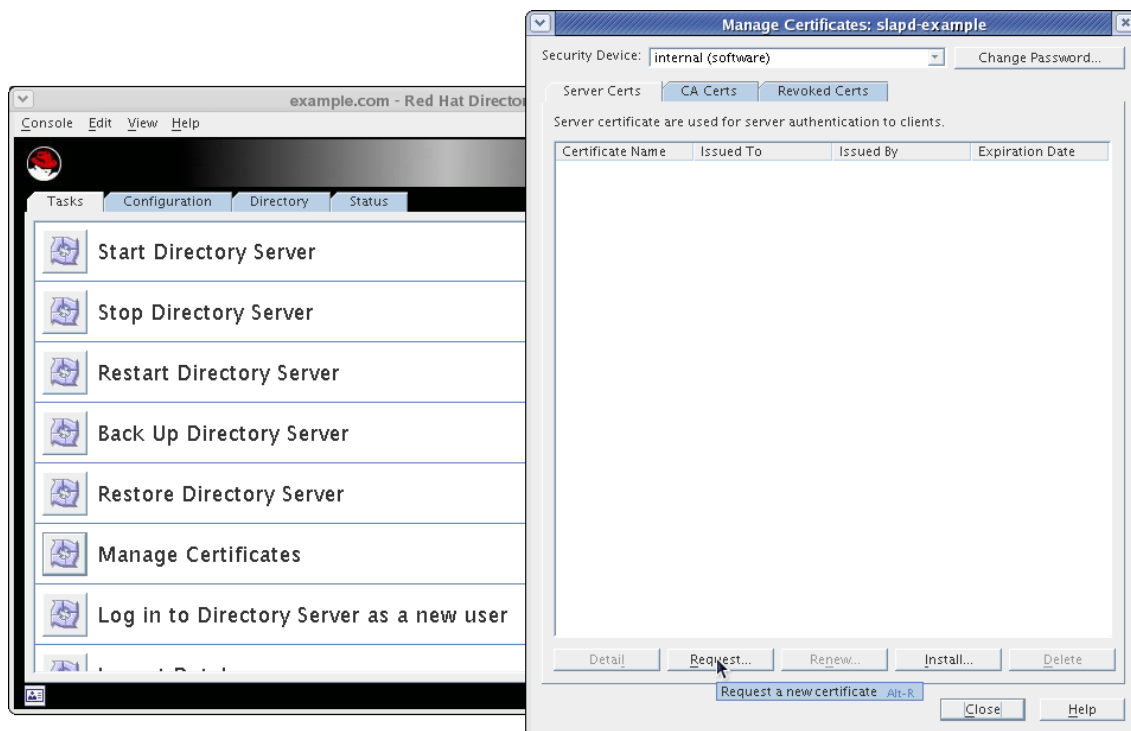 Manage Certificates: slapd-example
Security Device: internal (software) Change Password...
Server Certs CA Certs Revoked Certs
Server certificate are used for server authentication to clients.
Certificate Name Issued To Issued By Expiration Date
Detail Request... Renew... Install... Delete
Request a new certificate Alt-R
Close Help
example.com - Red Hat Director
Console Edit View Help
Tasks Configuration Directory Status
Start Directory Server
Stop Directory Server
Restart Directory Server
Back Up Directory Server
Restore Directory Server
Manage Certificates
Log in to Directory Server as a new user